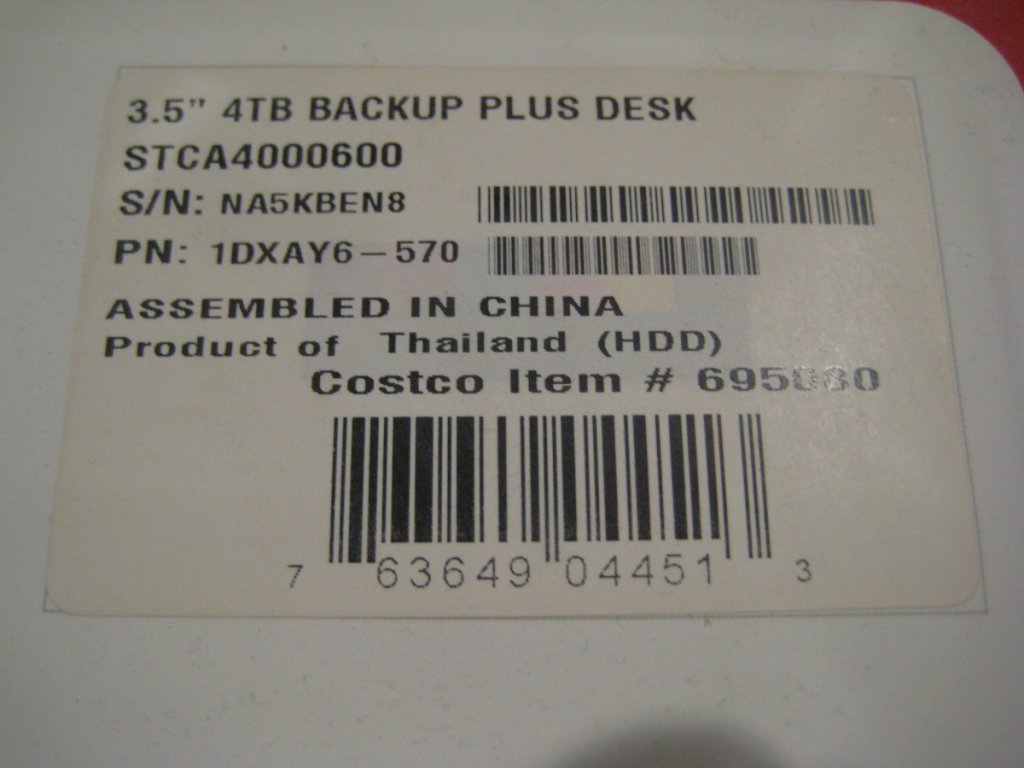 3.5" 4TB BACKUP PLUS DESK
STCA4000600
S/N: NA5KBEN8
PN: 1DXAY6-570
ASSEMBLED IN CHINA
Product of Thailand (HDD)
Costco Item #
7 63649 04451 3